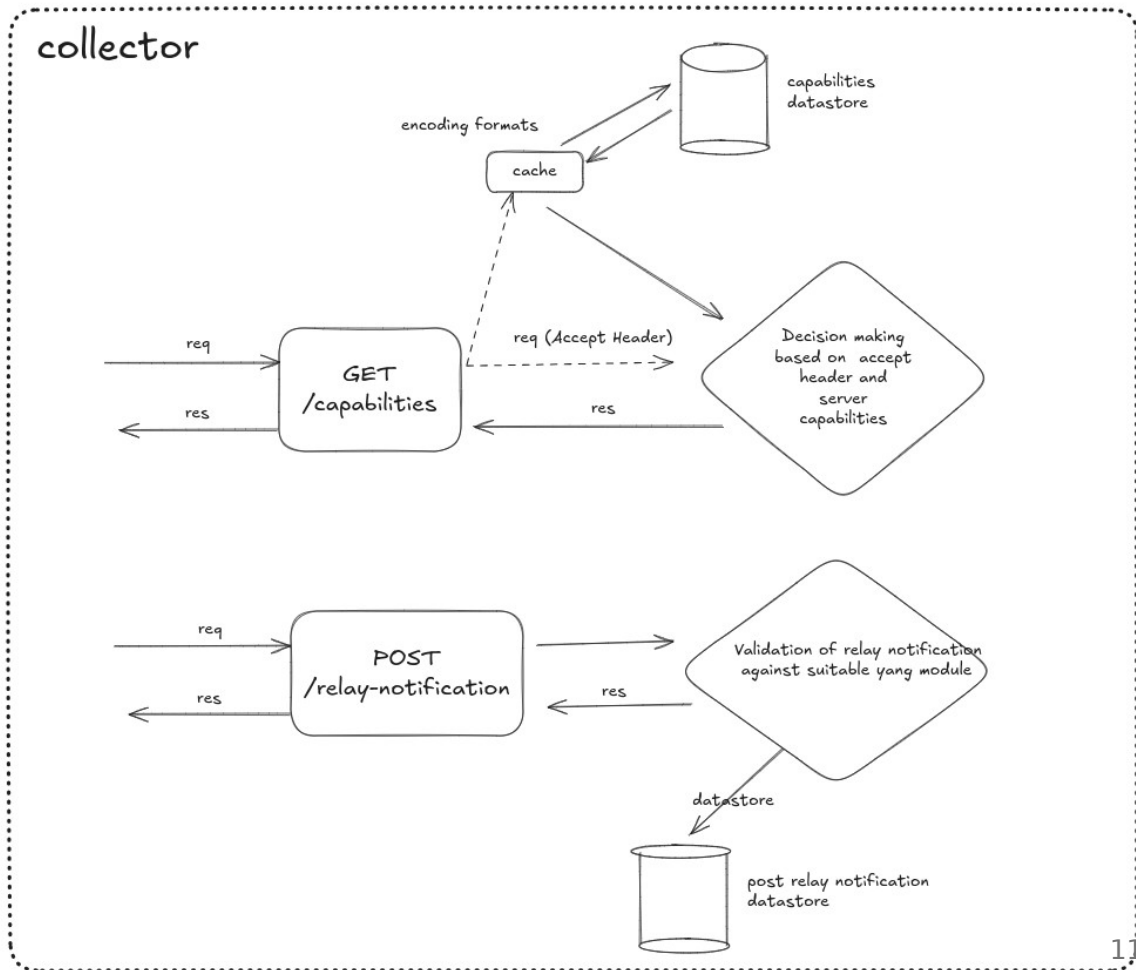 collector
capabilities
datastore
encoding formats
cache
req
req (Accept Header)
GET
/capabilities
res
res
Decision making
based on accept
header and
server
capabilities
req
POST
/relay-notification
res
res
Validation of relay notification
against suitable yang module
datastore
post relay notification
datastore
11